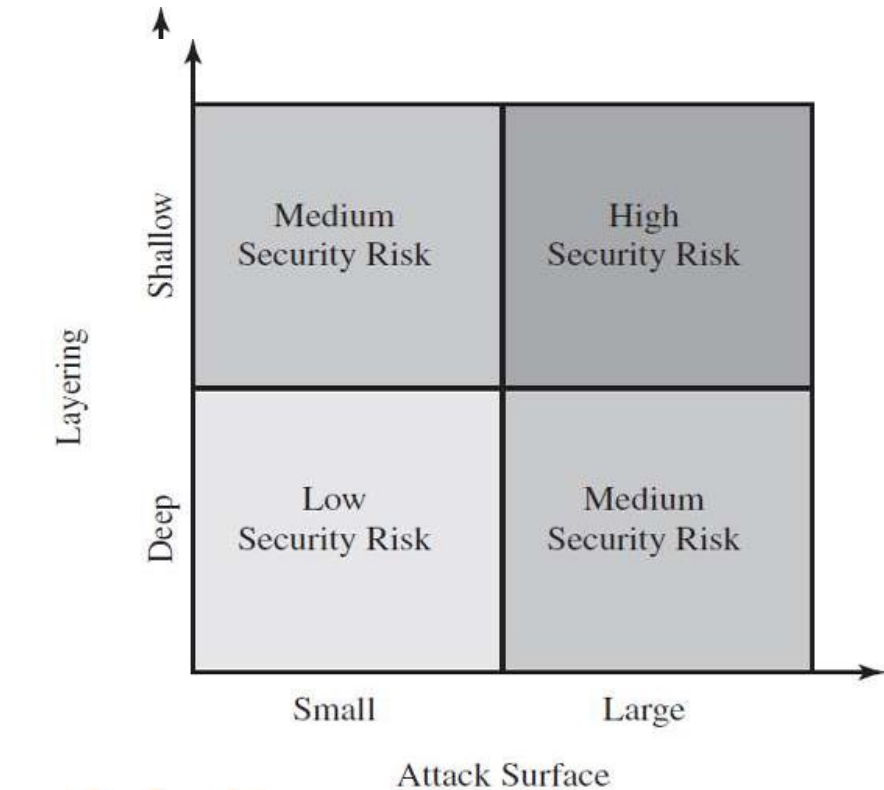 Shallow
Medium
Security Risk
High
Security Risk
Layering
Deep
Low
Security Risk
Medium
Security Risk
Small
Large
Attack Surface